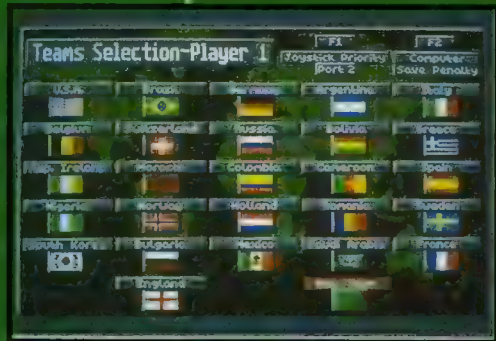 Teams Selection-Player 1
F1
F2
Joystick Priority
Computer
Port 2
Save Penalty
U.S.A.
Brazil
Argentina
Italy
Belgium
Switzerland
Russia
Bolivia
Greece
Rep. Ireland
Morocco
Colombia
Cameroon
Spain
Nigeria
Norway
Holland
Romania
Sweden
South Korea
Bulgaria
Mexico
Saudi Arabia
France
England